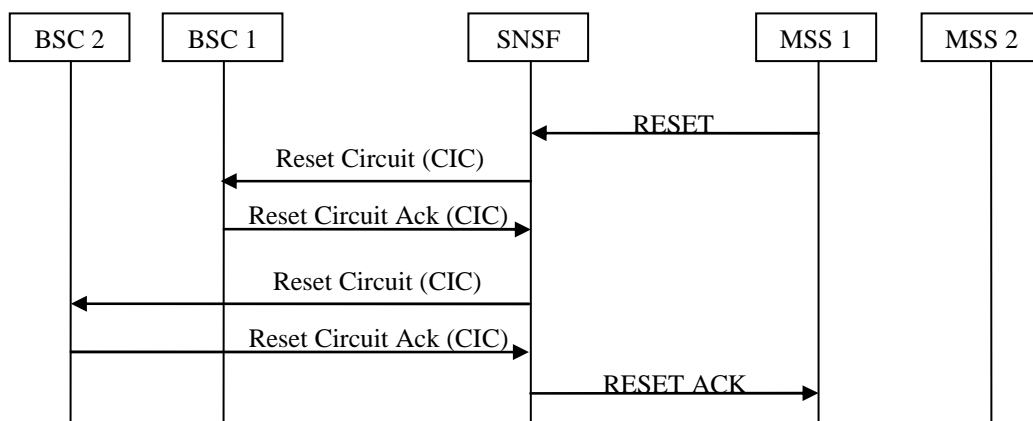 BSC 2
BSC 1
SNSF
MSS 1
MSS 2
RESET
Reset Circuit (CIC)
Reset Circuit Ack (CIC)
Reset Circuit (CIC)
Reset Circuit Ack (CIC)
RESET ACK